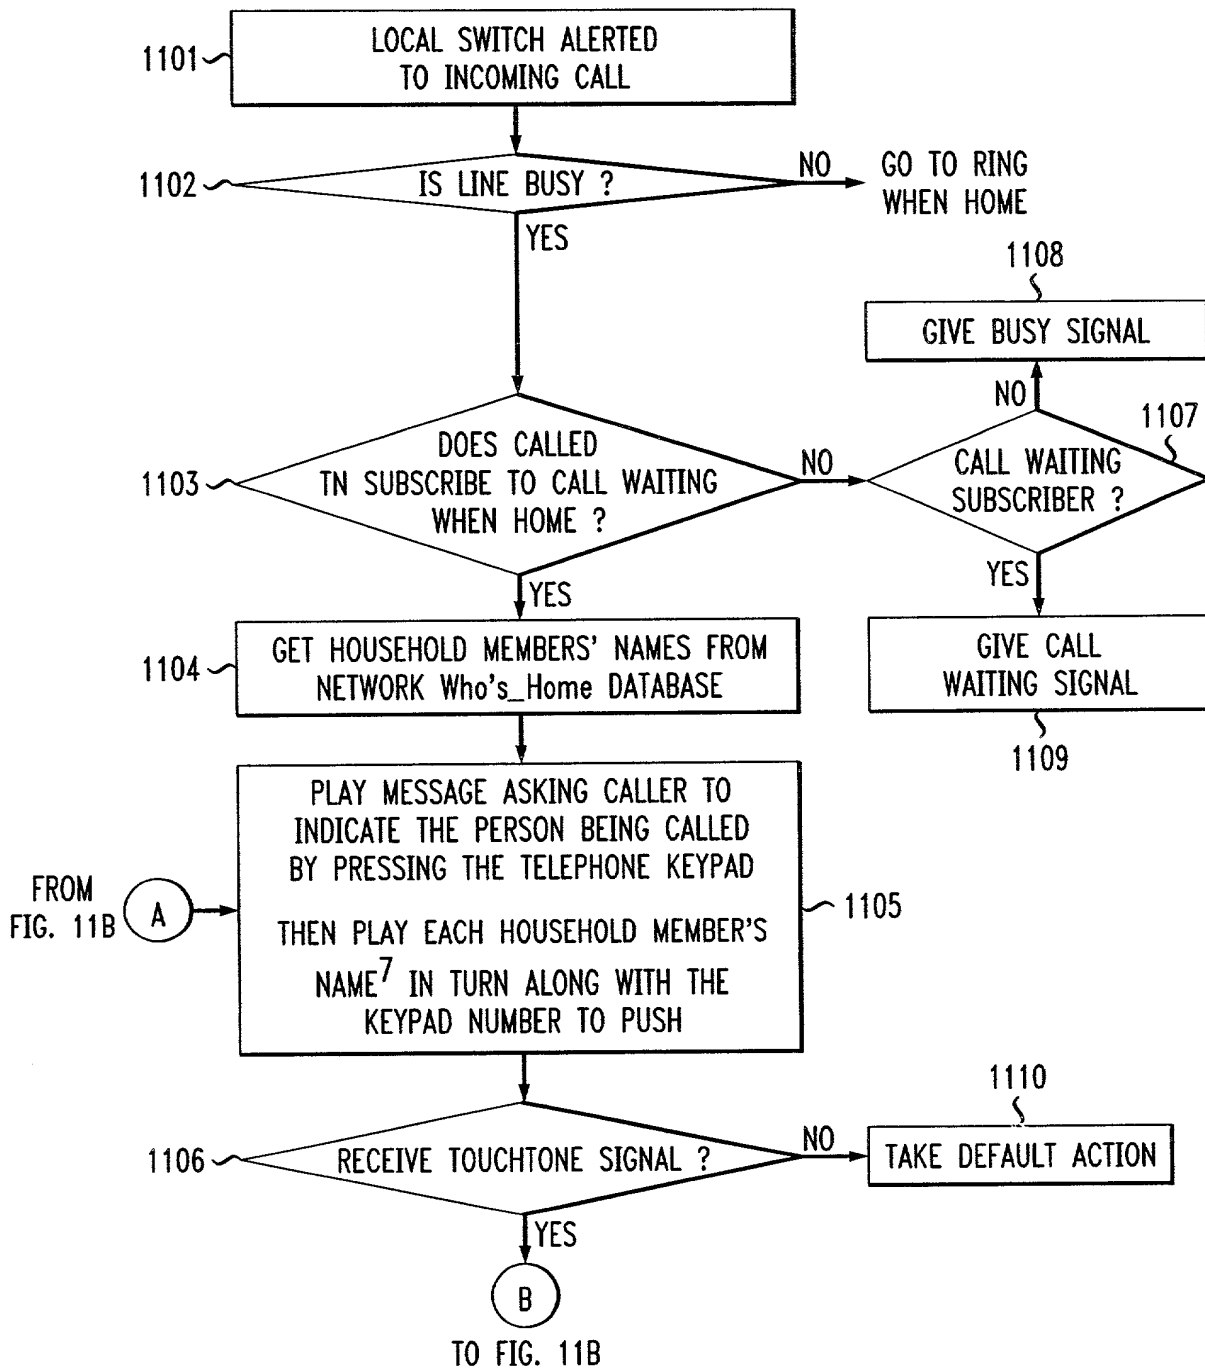 1101
LOCAL SWITCH ALERTED
TO INCOMING CALL
1102
IS LINE BUSY ?
NO
GO TO RING
WHEN HOME
YES
1108
GIVE BUSY SIGNAL
NO
1107
1103
DOES CALLED
TN SUBSCRIBE TO CALL WAITING
WHEN HOME ?
NO
CALL WAITING
SUBSCRIBER ?
YES
YES
1104
GET HOUSEHOLD MEMBERS' NAMES FROM
NETWORK Who's_Home DATABASE
GIVE CALL
WAITING SIGNAL
1109
PLAY MESSAGE ASKING CALLER TO
INDICATE THE PERSON BEING CALLED
BY PRESSING THE TELEPHONE KEYPAD
FROM
FIG. 11B
A
THEN PLAY EACH HOUSEHOLD MEMBER'S
NAME7 IN TURN ALONG WITH THE
KEYPAD NUMBER TO PUSH
1105
1106
RECEIVE TOUCHTONE SIGNAL ?
NO
1110
TAKE DEFAULT ACTION
YES
B
TO FIG. 11B